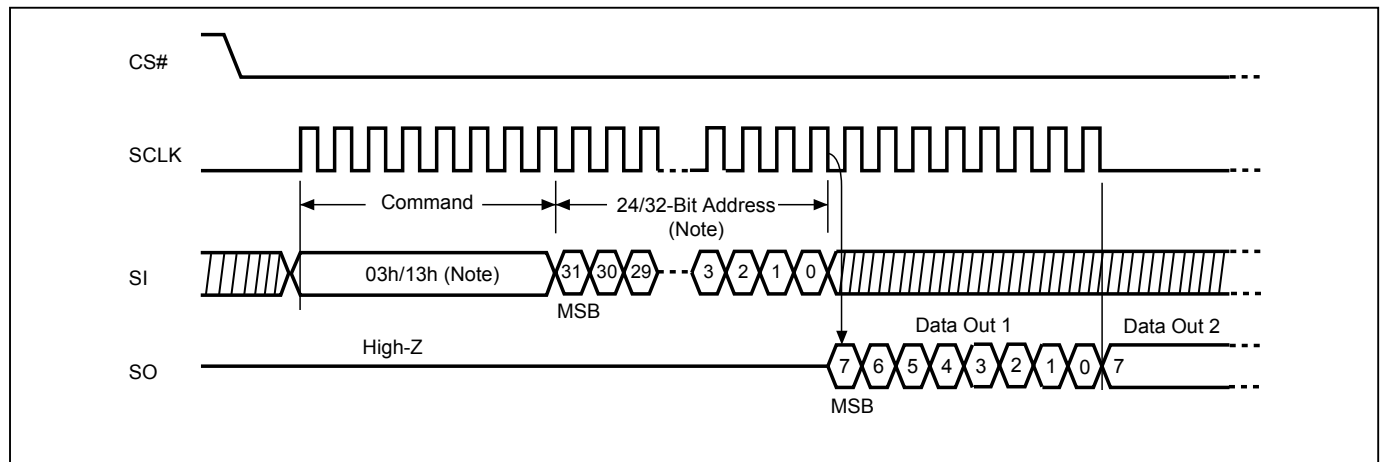 CS#
SCLK
Command
24/32-Bit Address
(Note)
SI
03h/13h (Note)
31 30 29 3 2 1 0
MSB
Data Out 1
Data Out 2
High-Z
SO
7 6 5 4 3 2 1 0 7
MSB